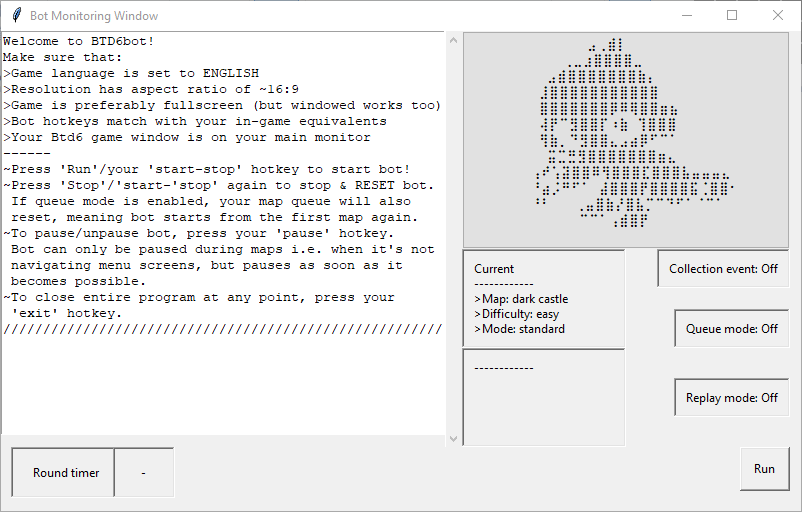 Bot Monitoring Window
Welcome to BTD6bot!
Make sure that:
>Game language is set to ENGLISH
>Resolution has aspect ratio of ~16:9
>Game is preferably fullscreen (but windowed works too)
>Bot hotkeys match with your in-game equivalents
>Your Btd6 game window is on your main monitor
------
~Press 'Run'/your 'start-stop' hotkey to start bot!
~Press 'Stop'/'start-'stop' again to stop & RESET bot.
If queue mode is enabled, your map queue will also
reset, meaning bot starts from the first map again.
~To pause/unpause bot, press your 'pause' hotkey.
Bot can only be paused during maps i.e. when it's not
navigating menu screens, but pauses as soon as it
becomes possible.
~To close entire program at any point, press your
'exit' hotkey.
///////////////////////////////////////////////////////
Current
------------
>Map: dark castle
>Difficulty: easy
>Mode: standard
------------
Collection event: Off
Queue mode: Off
Replay mode: Off
Round timer
-
Run